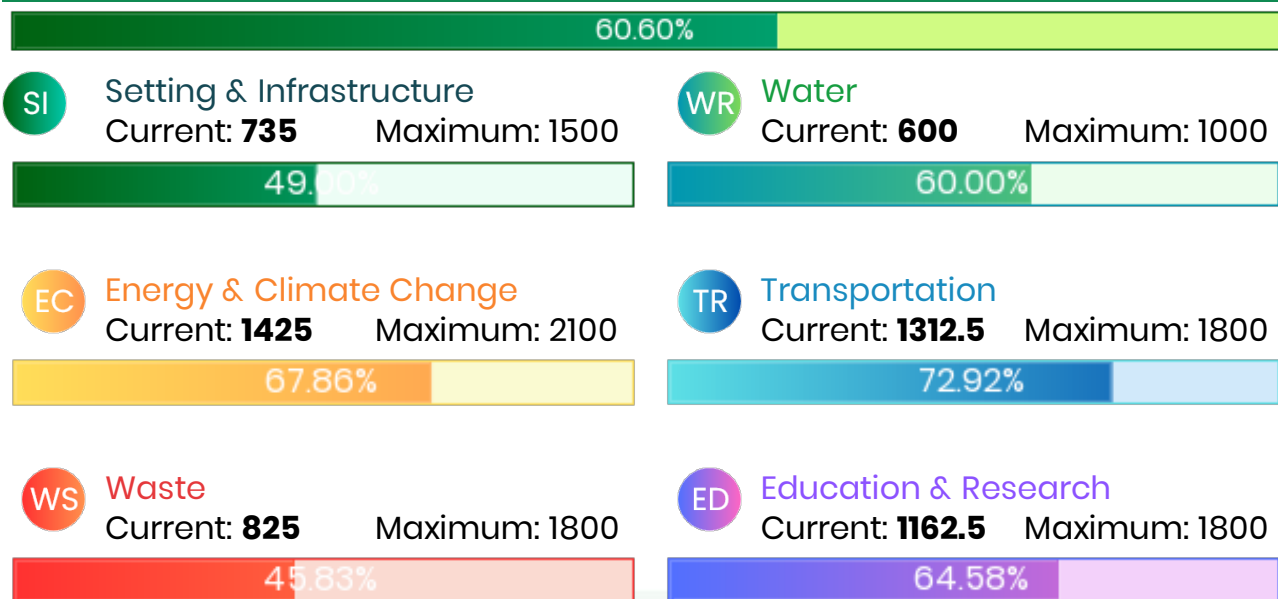 60.60%
SI
Setting & Infrastructure
Current: 735 Maximum: 1500
49.00%
WR
Water
Current: 600 Maximum: 1000
60.00%
EC
Energy & Climate Change
Current: 1425 Maximum: 2100
67.86%
TR
Transportation
Current: 1312.5 Maximum: 1800
72.92%
WS
Waste
Current: 825 Maximum: 1800
45.83%
ED
Education & Research
Current: 1162.5 Maximum: 1800
64.58%